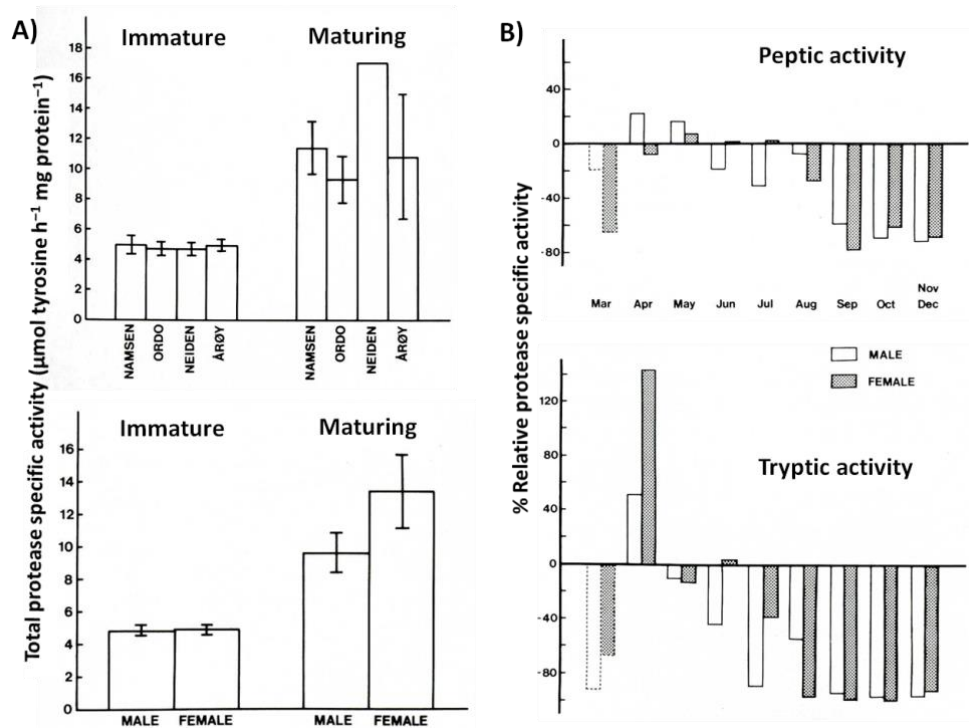 A)
Total protease specific activity (µmol tyrosine h⁻¹ mg protein⁻¹)
Immature
Maturing
18
16
14
12
10
8
6
4
2
0
NAMSEN
ORDO
NEIDEN
ÅRØY
NAMSEN
ORDO
NEIDEN
ÅRØY
Immature
Maturing
16
14
12
10
8
6
4
2
0
MALE FEMALE MALE FEMALE
B)
% Relative protease specific activity
Peptic activity
60
20
0
-40
-80
Mar Apr May Jun Jul Aug Sep Oct Nov
Dec
MALE
FEMALE
Tryptic activity
120
80
40
0
-40
-80